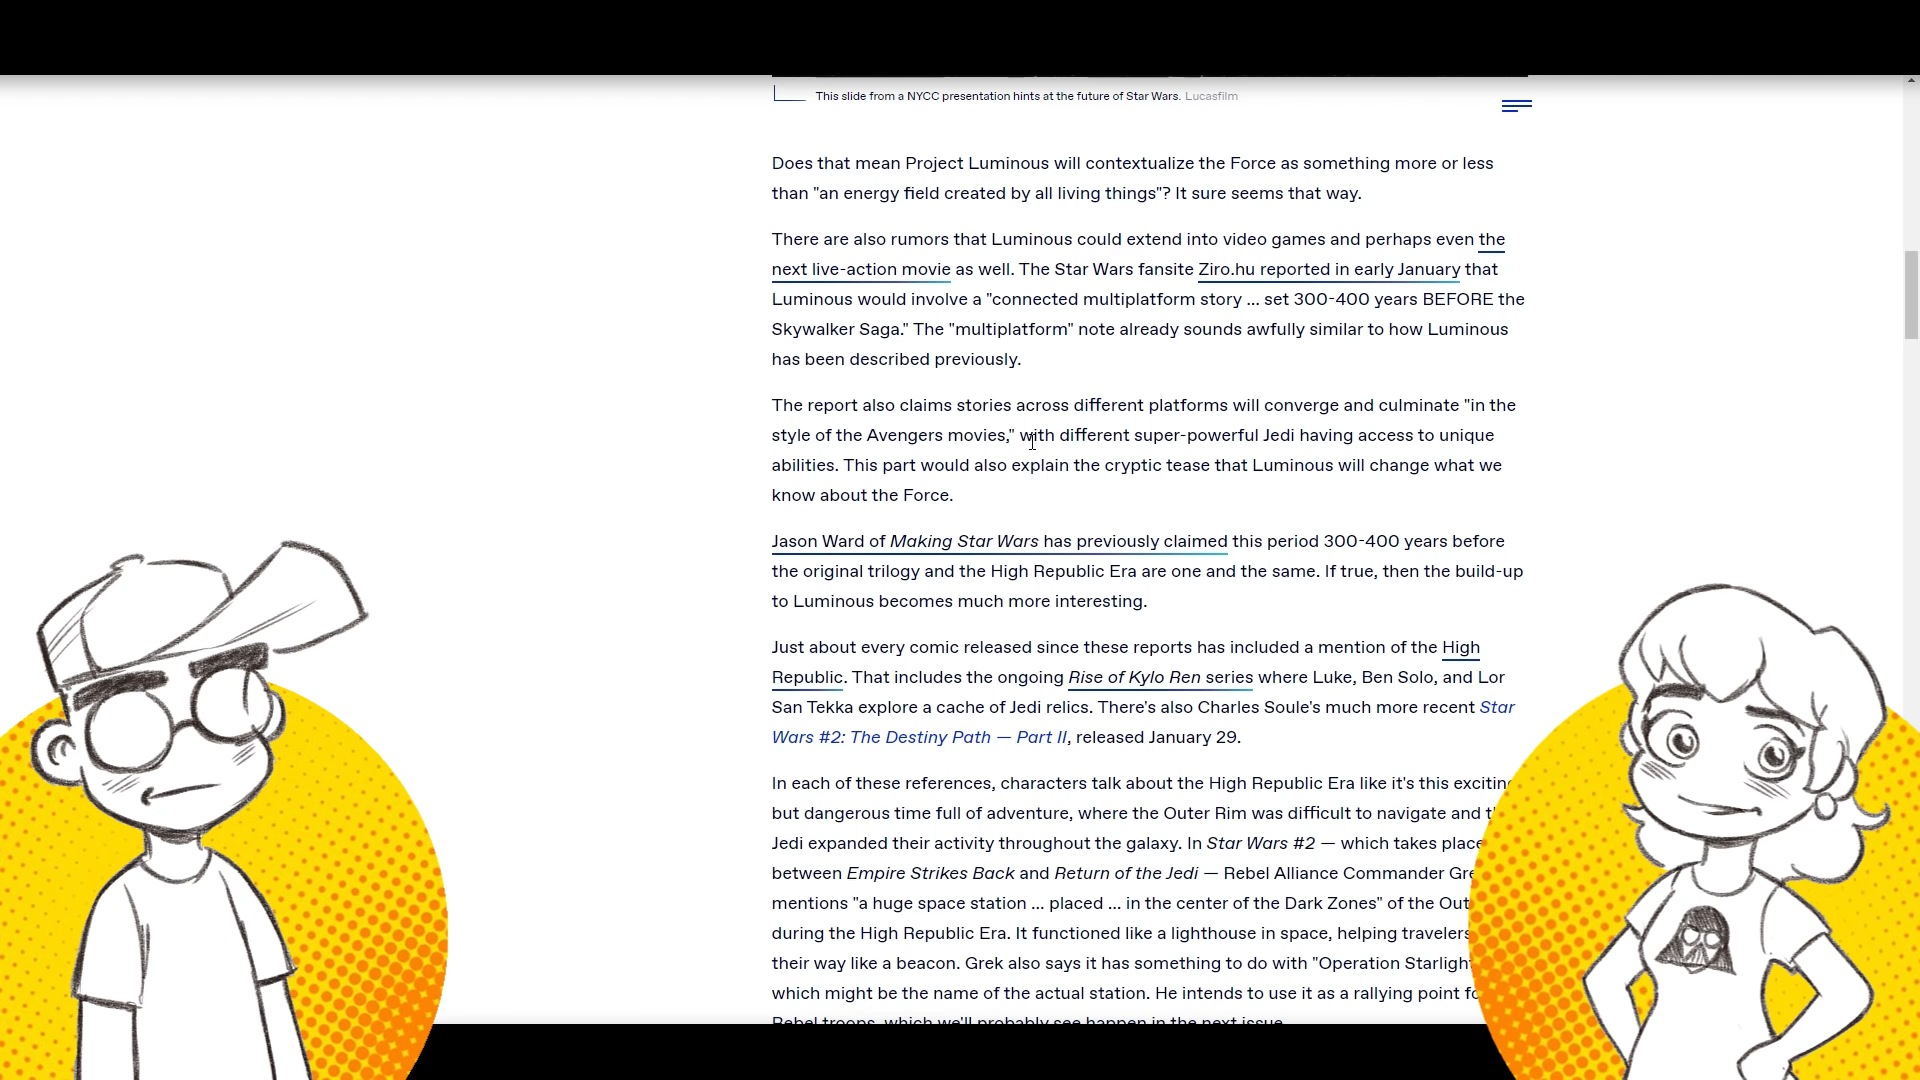 This slide from a NYCC presentation hints at the future of Star Wars. Lucasfilm
Does that mean Project Luminous will contextualize the Force as something more or less
than "an energy field created by all living things"? It sure seems that way.
There are also rumors that Luminous could extend into video games and perhaps even the
next live-action movie as well. The Star Wars fansite Ziro.hu reported in early January that
Luminous would involve a "connected multiplatform story ... set 300-400 years BEFORE the
Skywalker Saga." The "multiplatform" note already sounds awfully similar to how Luminous
has been described previously.
The report also claims stories across different platforms will converge and culminate "in the
style of the Avengers movies," with different super-powerful Jedi having access to unique
abilities. This part would also explain the cryptic tease that Luminous will change what we
know about the Force.
Jason Ward of Making Star Wars has previously claimed this period 300-400 years before
the original trilogy and the High Republic Era are one and the same. If true, then the build-up
to Luminous becomes much more interesting.
Just about every comic released since these reports has included a mention of the High
Republic. That includes the ongoing Rise of Kylo Ren series where Luke, Ben Solo, and Lor
San Tekka explore a cache of Jedi relics. There's also Charles Soule's much more recent Star
Wars #2: The Destiny Path — Part II, released January 29.
In each of these references, characters talk about the High Republic Era like it's this exciting
but dangerous time full of adventure, where the Outer Rim was difficult to navigate and
Jedi expanded their activity throughout the galaxy. In Star Wars #2 — which takes place
between Empire Strikes Back and Return of the Jedi — Rebel Alliance Commander
mentions "a huge space station ... placed ... in the center of the Dark Zones" of the
during the High Republic Era. It functioned like a lighthouse in space, helping travelers
their way like a beacon. Grek also says it has something to do with "Operation Starlight
which might be the name of the actual station. He intends to use it as a rallying point
Rebel troops, which we'll probably see happen in the next issue.